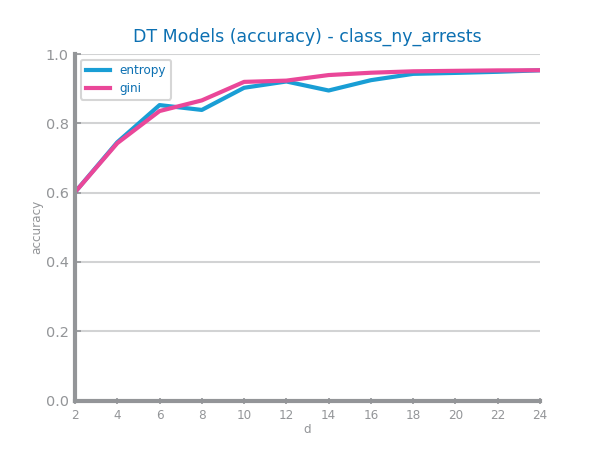 DT Models (accuracy) - class_ny_arrests
entropy
gini
accuracy
1.0
0.8
0.6
0.4
0.2
0.0
2 4 6 8 10 12 14 16 18 20 22 24
d